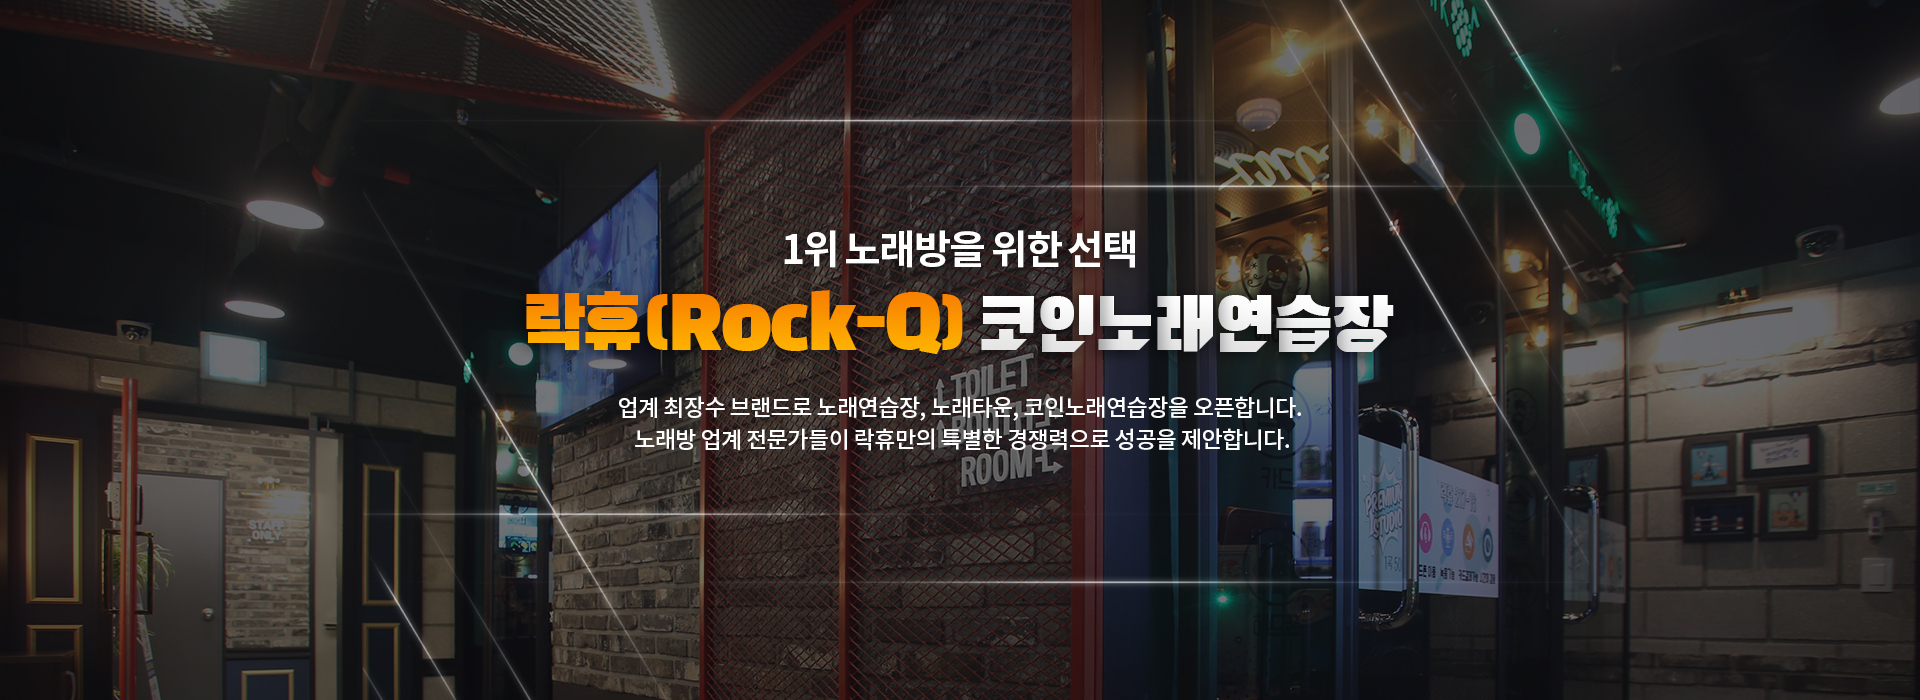 1위 노래방을 위한 선택
락휴(Rock-Q) 코인노래연습장
업계 최장수 브랜드로 노래연습장, 노래타운, 코인노래연습장을 오픈합니다.
노래방 업계 전문가들이 락휴만의 특별한 경쟁력으로 성공을 제안합니다.
TOILET
ROOM-L
STAFF
ONLY
PREMIUM
STUDIO